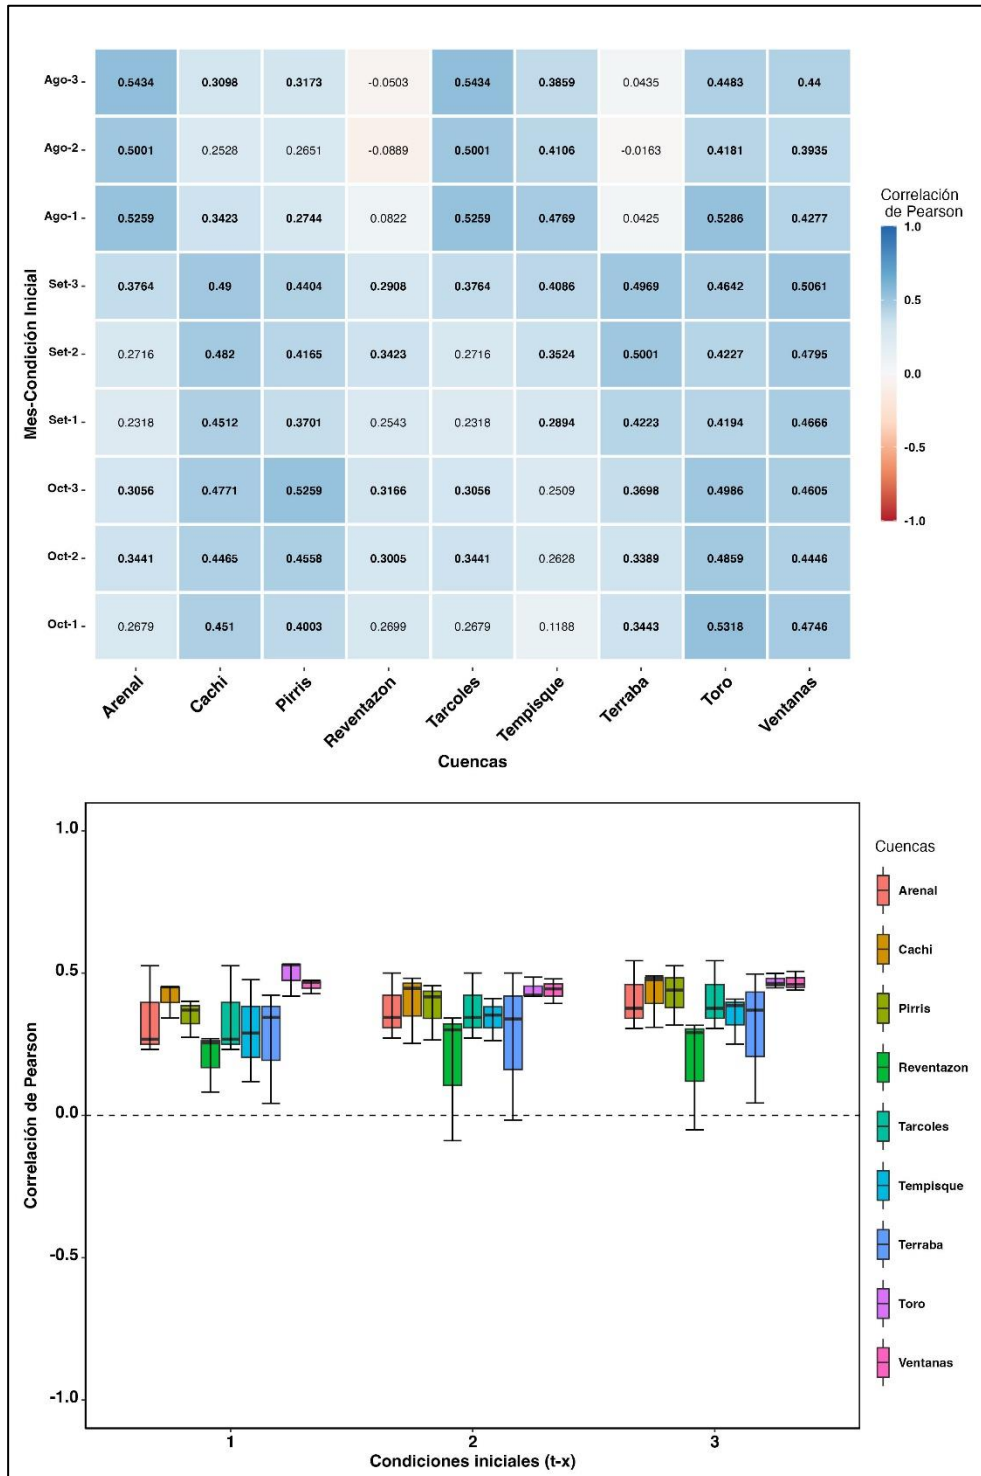 Ago-3 0.5434 0.3098 0.3173 -0.0503 0.5434 0.3859 0.0435 0.4483 0.44
Ago-2 0.5001 0.2528 0.2651 -0.0889 0.5001 0.4106 -0.0163 0.4181 0.3935
Ago-1 0.5259 0.3423 0.2744 0.0822 0.5259 0.4769 0.0425 0.5286 0.4277
Set-3 0.3764 0.49 0.4404 0.2908 0.3764 0.4086 0.4969 0.4642 0.5061
Set-2 0.2716 0.482 0.4165 0.3423 0.2716 0.3524 0.5001 0.4227 0.4795
Set-1 0.2318 0.4512 0.3701 0.2543 0.2318 0.2894 0.4223 0.4194 0.4666
Oct-3 0.3056 0.4771 0.5259 0.3166 0.3056 0.2509 0.3698 0.4986 0.4605
Oct-2 0.3441 0.4465 0.4558 0.3005 0.3441 0.2628 0.3389 0.4859 0.4446
Oct-1 0.2679 0.451 0.4003 0.2699 0.2679 0.1188 0.3443 0.5318 0.4746
Mes-Condición Inicial
Arenal Cachi Pirris Reventazon Tarcoles Tempisque Terraba Toro Ventanas
Cuencas
Correlación
de Pearson
1.0
0.5
0.0
-0.5
-1.0
Correlación de Pearson
1.0
0.5
0.0
-0.5
-1.0
1 2 3
Condiciones iniciales (t-x)
Cuencas
Arenal
Cachi
Pirris
Reventazon
Tarcoles
Tempisque
Terraba
Toro
Ventanas